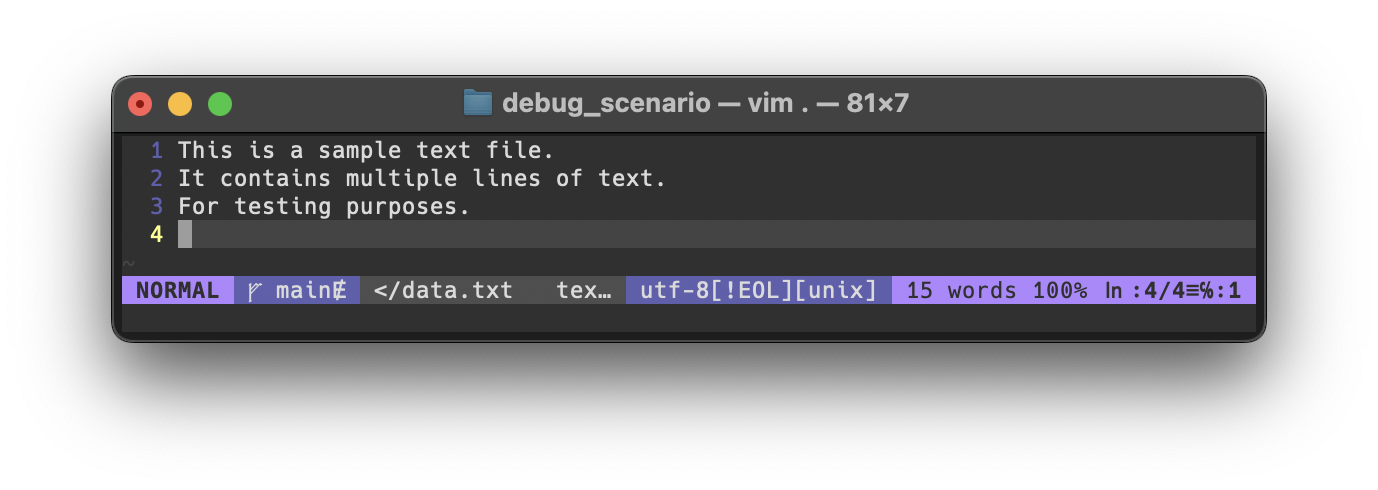 debug_scenario — vim . — 81×7
1 This is a sample text file.
2 It contains multiple lines of text.
3 For testing purposes.
4
~
NORMAL ᚠ mainɆ </data.txt tex… utf-8[!EOL][unix] 15 words 100% ln :4/4≡℅:1